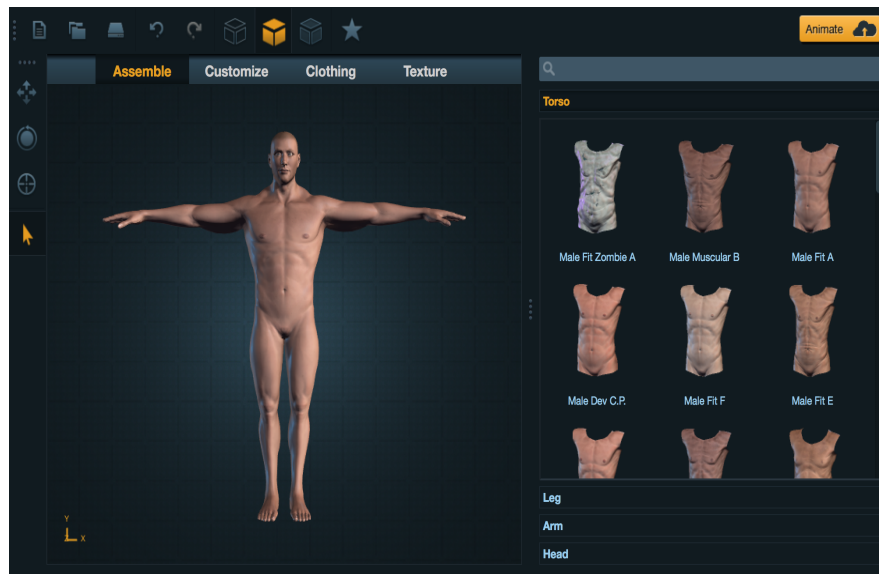 Animate
Assemble Customize Clothing Texture
Torso
Male Fit Zombie A Male Muscular B Male Fit A
Male Dev C.P. Male Fit F Male Fit E
Leg
Arm
Head
Y
X